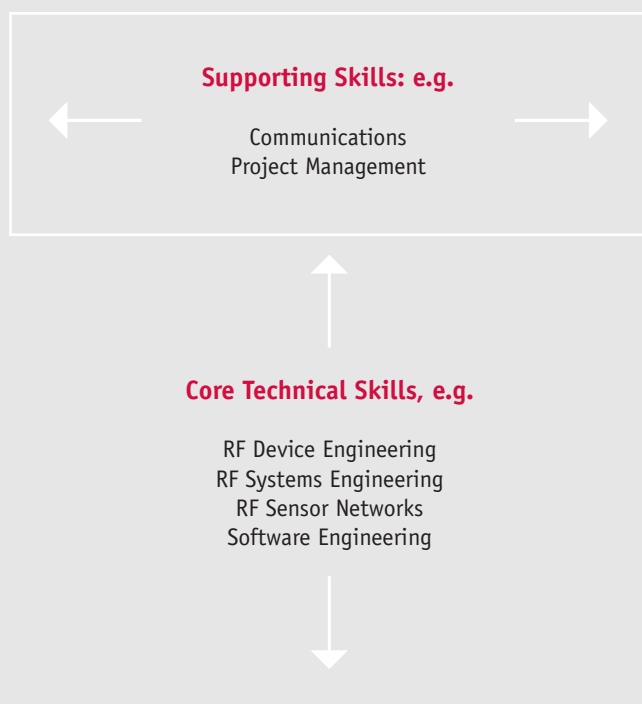 Supporting Skills: e.g.
Communications
Project Management
Core Technical Skills, e.g.
RF Device Engineering
RF Systems Engineering
RF Sensor Networks
Software Engineering